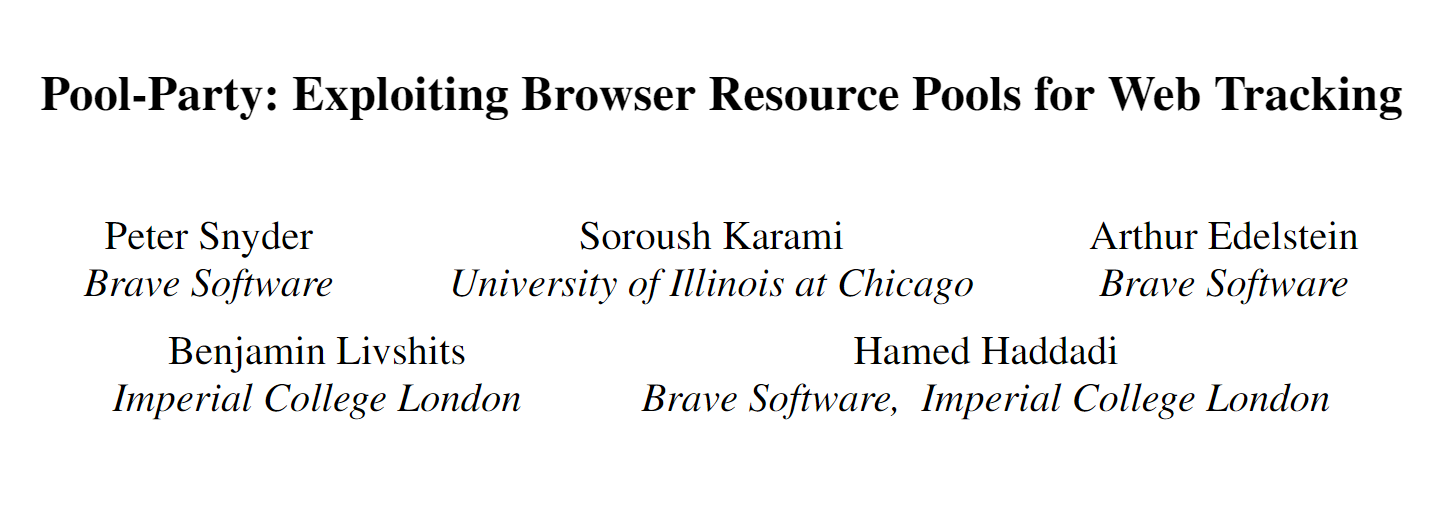 Pool-Party: Exploiting Browser Resource Pools for Web Tracking
Peter Snyder Soroush Karami Arthur Edelstein
Brave Software University of Illinois at Chicago Brave Software
Benjamin Livshits Hamed Haddadi
Imperial College London Brave Software, Imperial College London